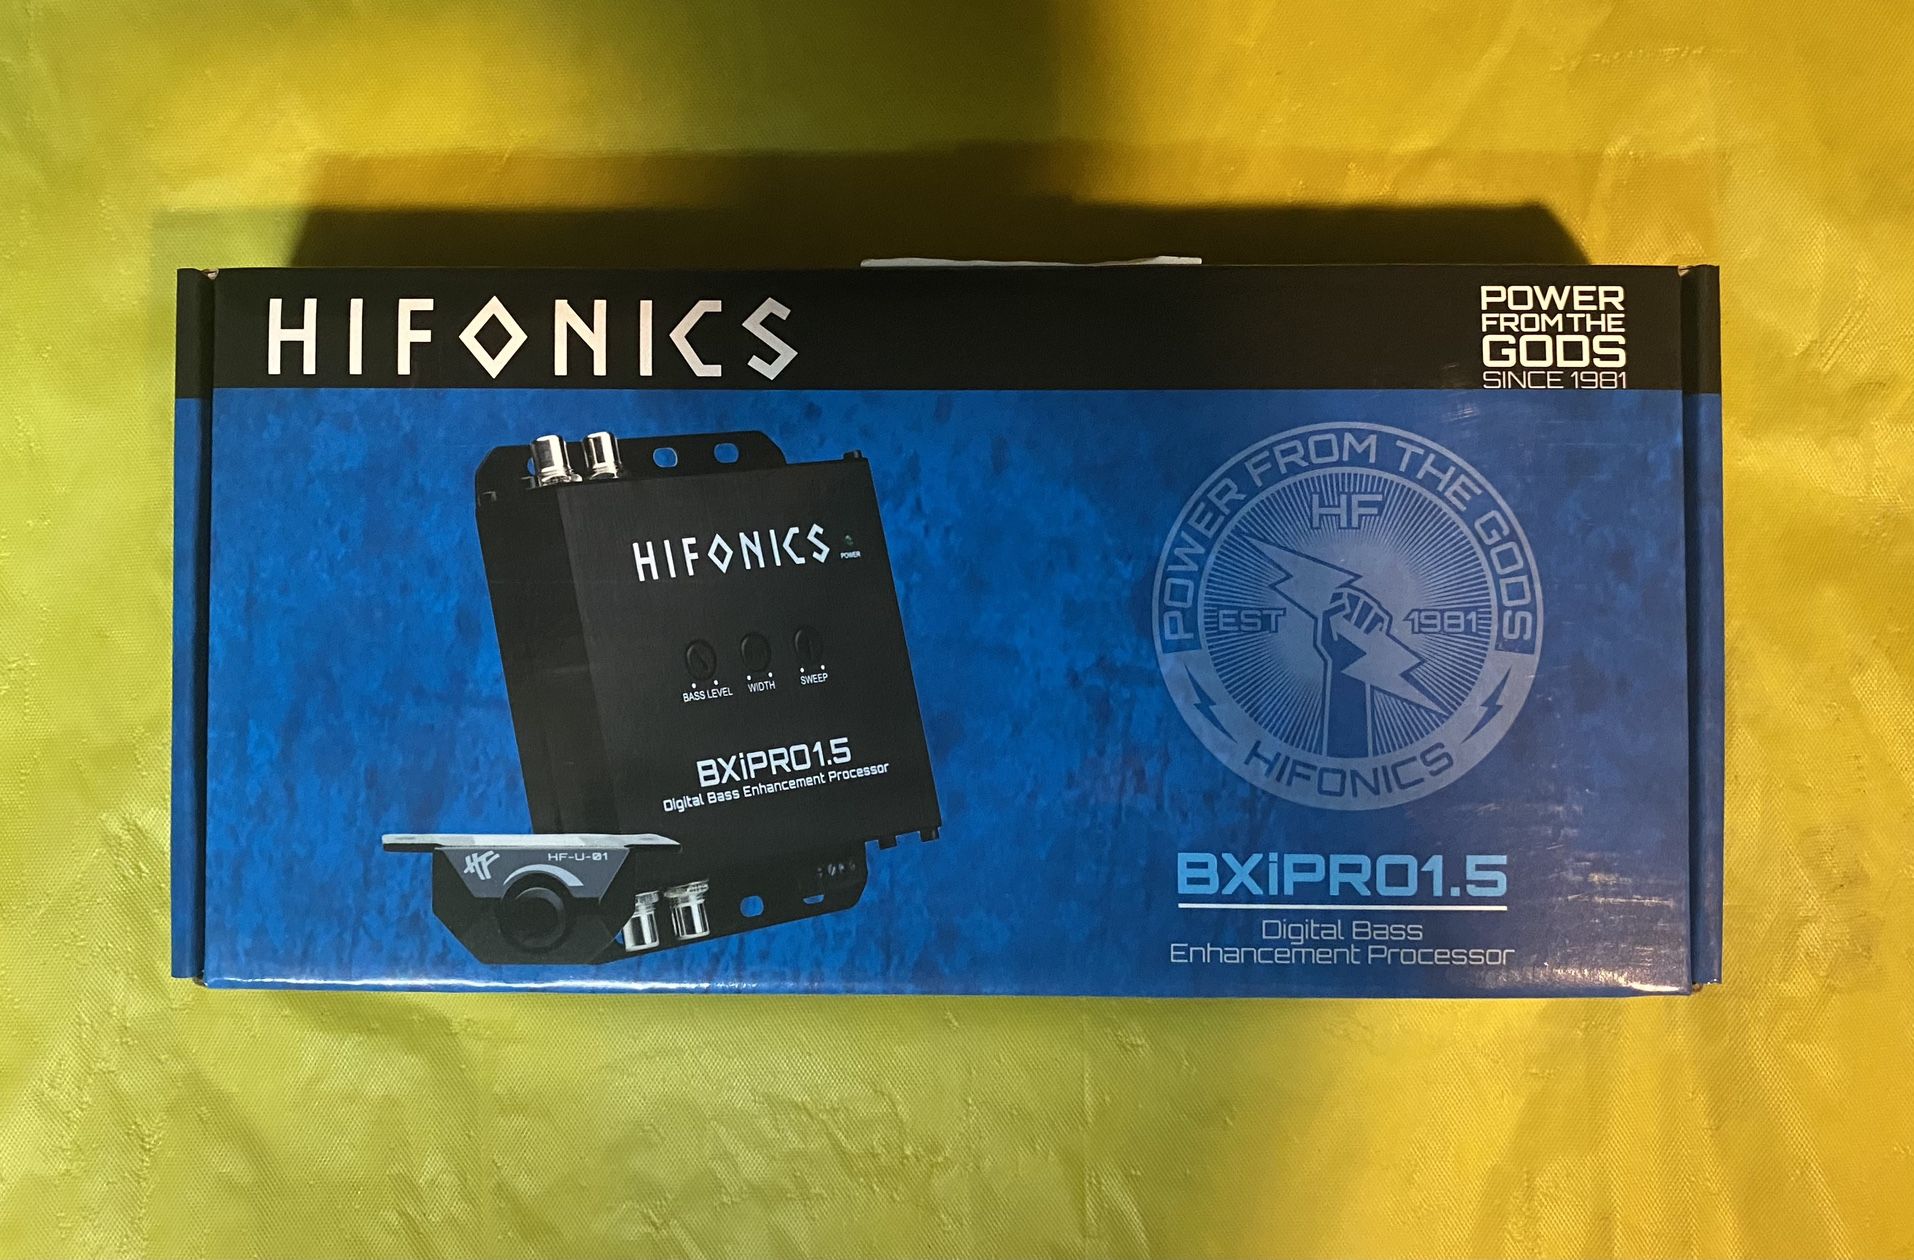 HIFONICS
POWER
FROM THE
GODS
SINCE 1981
HIFONICS
POWER
BASS LEVEL
WIDTH
SWEEP
BXiPRO1.5
Digital Bass Enhancement Processor
HF
HF-U-01
POWER FROM THE GODS
HF
EST 1981
HIFONICS
BXiPRO1.5
Digital Bass
Enhancement Processor